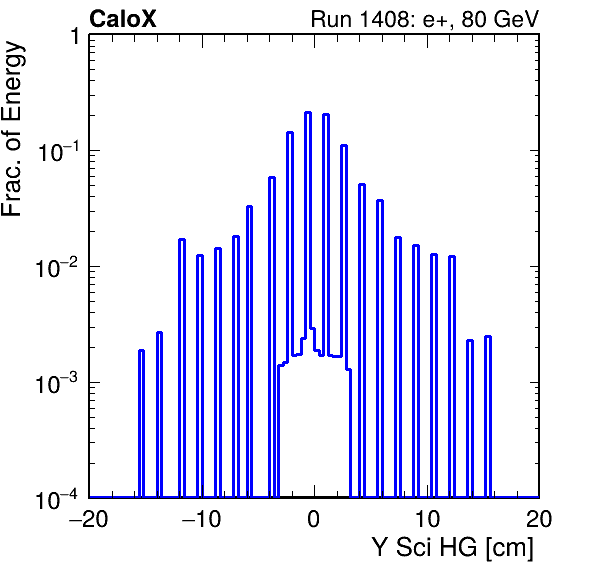 CaloX Run 1408: e+, 80 GeV
Frac. of Energy
1
10⁻¹
10⁻²
10⁻³
10⁻⁴
−20 −10 0 10 20
Y Sci HG [cm]